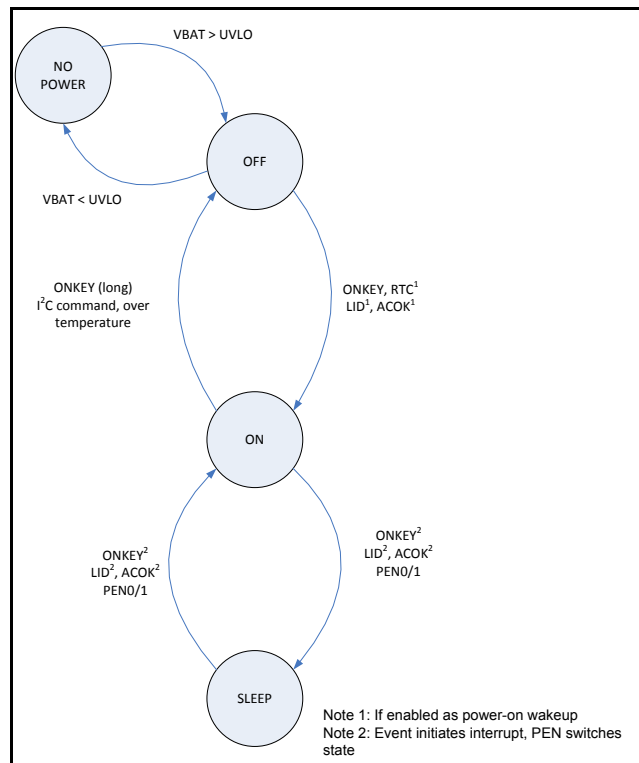 VBAT > UVLO
NO
POWER
OFF
VBAT < UVLO
ONKEY (long)
I²C command, over
temperature
ONKEY, RTC¹
LID¹, ACOK¹
ON
ONKEY²
LID², ACOK²
PEN0/1
ONKEY²
LID², ACOK²
PEN0/1
SLEEP
Note 1: If enabled as power-on wakeup
Note 2: Event initiates interrupt, PEN switches
state